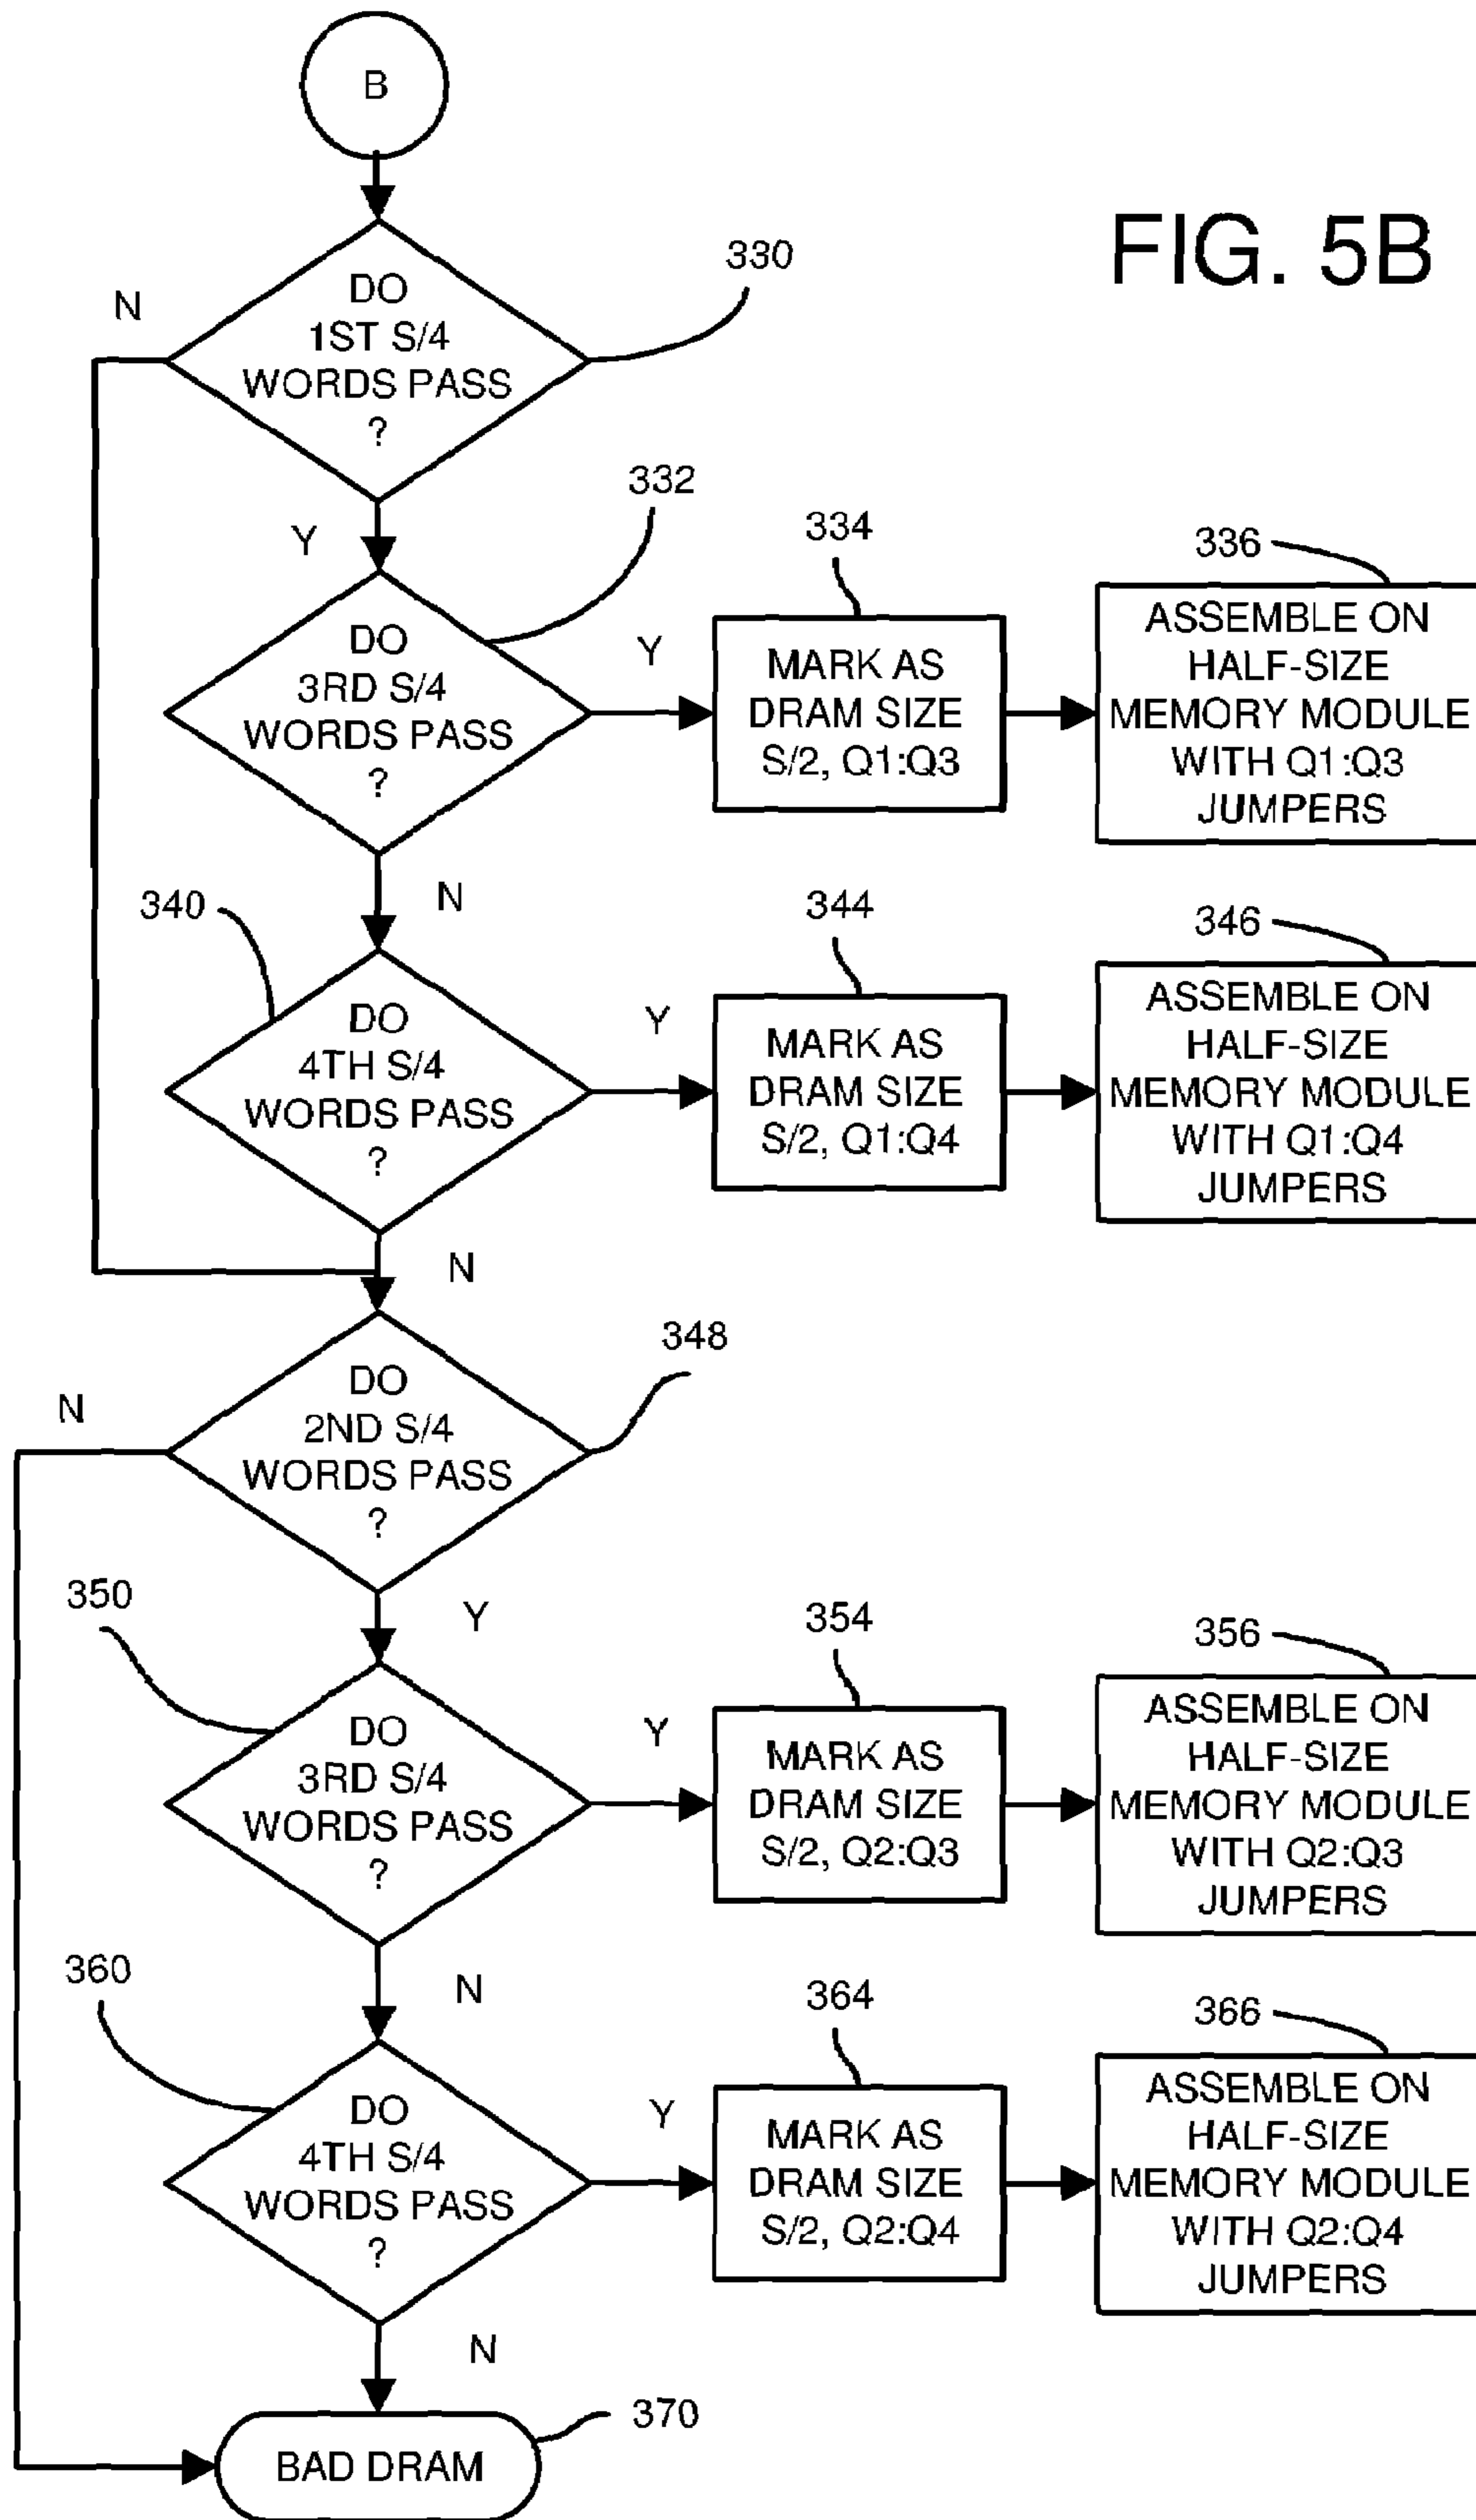 B
FIG. 5B
330
N
DO
1ST S/4
WORDS PASS
?
Y
332
DO
3RD S/4
WORDS PASS
?
Y
334
MARK AS
DRAM SIZE
S/2, Q1:Q3
336
ASSEMBLE ON
HALF-SIZE
MEMORY MODULE
WITH Q1:Q3
JUMPERS
N
340
DO
4TH S/4
WORDS PASS
?
Y
344
MARK AS
DRAM SIZE
S/2, Q1:Q4
346
ASSEMBLE ON
HALF-SIZE
MEMORY MODULE
WITH Q1:Q4
JUMPERS
N
348
N
DO
2ND S/4
WORDS PASS
?
Y
350
DO
3RD S/4
WORDS PASS
?
Y
354
MARK AS
DRAM SIZE
S/2, Q2:Q3
356
ASSEMBLE ON
HALF-SIZE
MEMORY MODULE
WITH Q2:Q3
JUMPERS
N
360
DO
4TH S/4
WORDS PASS
?
Y
364
MARK AS
DRAM SIZE
S/2, Q2:Q4
366
ASSEMBLE ON
HALF-SIZE
MEMORY MODULE
WITH Q2:Q4
JUMPERS
N
370
BAD DRAM